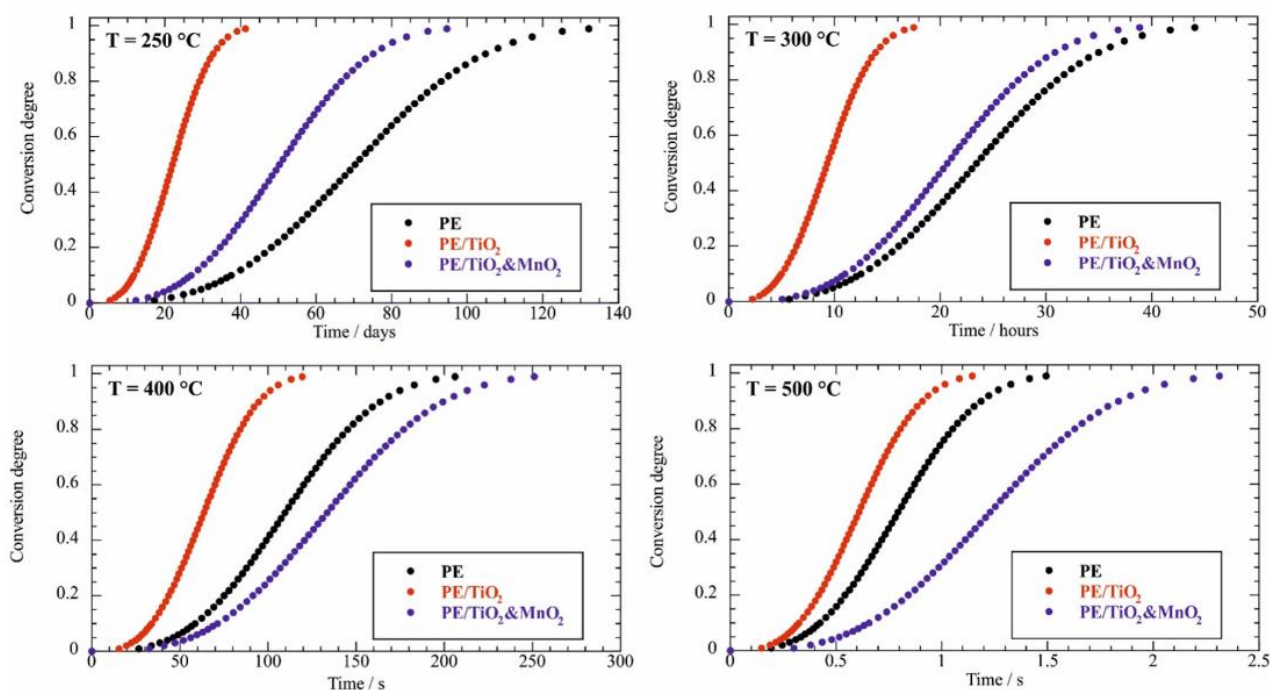 T = 250 °C
Conversion degree
1
0.8
0.6
0.4
0.2
0
PE
PE/TiO₂
PE/TiO₂&MnO₂
0 20 40 60 80 100 120 140
Time / days
T = 300 °C
Conversion degree
1
0.8
0.6
0.4
0.2
0
PE
PE/TiO₂
PE/TiO₂&MnO₂
0 10 20 30 40 50
Time / hours
T = 400 °C
Conversion degree
1
0.8
0.6
0.4
0.2
0
PE
PE/TiO₂
PE/TiO₂&MnO₂
0 50 100 150 200 250 300
Time / s
T = 500 °C
Conversion degree
1
0.8
0.6
0.4
0.2
0
PE
PE/TiO₂
PE/TiO₂&MnO₂
0 0.5 1 1.5 2 2.5
Time / s